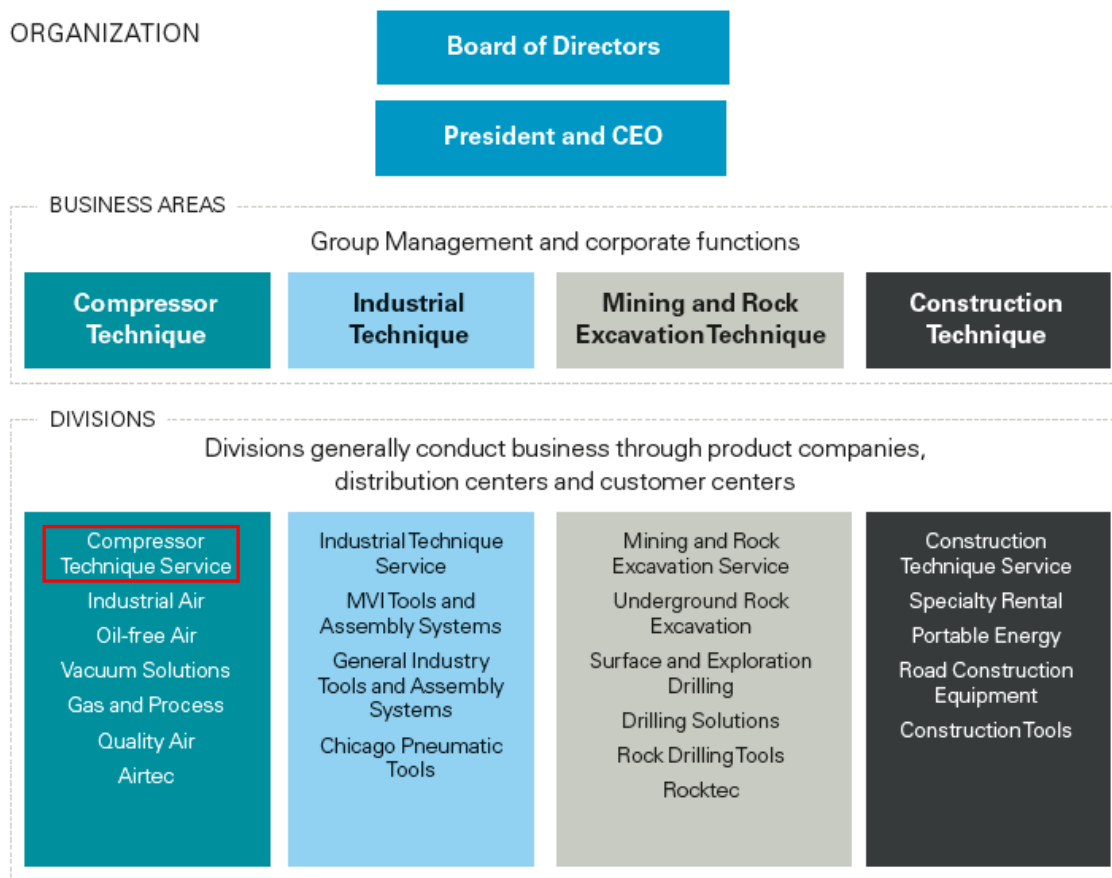 ORGANIZATION
Board of Directors
President and CEO
BUSINESS AREAS
Group Management and corporate functions
Compressor
Technique
Industrial
Technique
Mining and Rock
Excavation Technique
Construction
Technique
DIVISIONS
Divisions generally conduct business through product companies,
distribution centers and customer centers
Compressor
Technique Service
Industrial Air
Oil-free Air
Vacuum Solutions
Gas and Process
Quality Air
Airtec
Industrial Technique
Service
MVI Tools and
Assembly Systems
General Industry
Tools and Assembly
Systems
Chicago Pneumatic
Tools
Mining and Rock
Excavation Service
Underground Rock
Excavation
Surface and Exploration
Drilling
Drilling Solutions
Rock Drilling Tools
Rocktec
Construction
Technique Service
Specialty Rental
Portable Energy
Road Construction
Equipment
Construction Tools